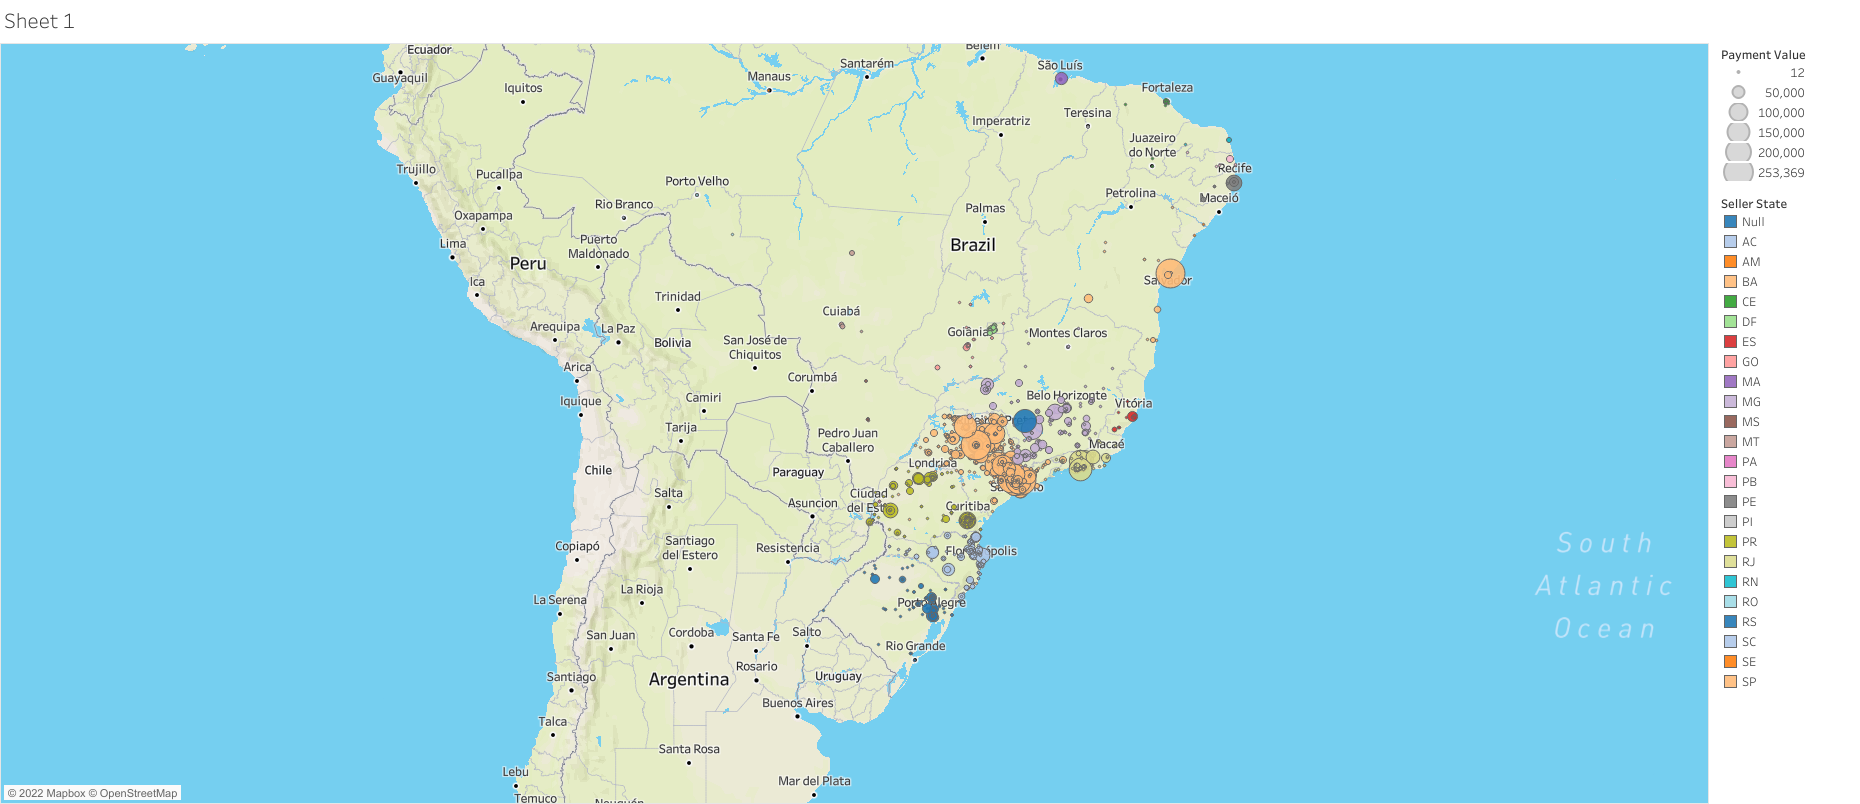 Sheet 1
Ecuador
Guayaquil
Iquitos
Manaus
Santarém
Belém
São Luís
Fortaleza
Teresina
Imperatriz
Juazeiro
do Norte
Recife
Trujillo
Pucallpa
Porto Velho
Petrolina
Maceió
Rio Branco
Palmas
Oxapampa
Lima
Puerto
Maldonado
Brazil
Peru
Ica
Trinidad
Cuiabá
Arequipa
La Paz
Bolivia
San José de
Chiquitos
Goiânia
Montes Claros
Arica
Corumbá
Iquique
Camiri
Belo Horizonte
Vitória
Tarija
Pedro Juan
Caballero
Macaé
Chile
Paraguay
Londrina
Salta
Asuncion
Ciudad
del Este
Curitiba
Copiapó
Santiago
del Estero
Resistencia
Florianópolis
La Serena
La Rioja
Porto Alegre
San Juan
Cordoba
Santa Fe
Salto
Rio Grande
Rosario
Santiago
Argentina
Uruguay
Buenos Aires
Talca
Santa Rosa
Lebu
Mar del Plata
Temuco
Neuquén
South
Atlantic
Ocean
© 2022 Mapbox © OpenStreetMap
Payment Value
12
50,000
100,000
150,000
200,000
253,369
Seller State
Null
AC
AM
BA
CE
DF
ES
GO
MA
MG
MS
MT
PA
PB
PE
PI
PR
RJ
RN
RO
RS
SC
SE
SP